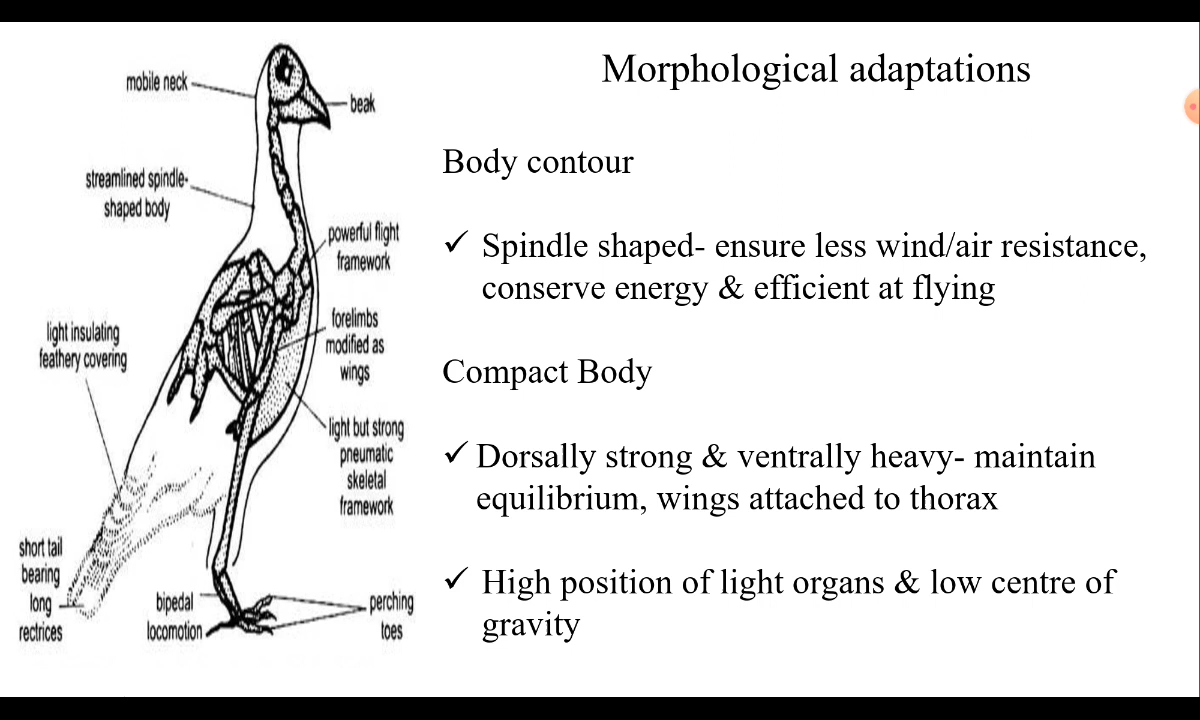 Morphological adaptations
mobile neck
beak
streamlined spindle-
shaped body
powerful flight
framework
light insulating
feathery covering
forelimbs
modified as
wings
light but strong
pneumatic
skeletal
framework
short tail
bearing
long
rectrices
bipedal
locomotion
perching
toes
Body contour
✓ Spindle shaped- ensure less wind/air resistance,
conserve energy & efficient at flying
Compact Body
✓ Dorsally strong & ventrally heavy- maintain
equilibrium, wings attached to thorax
✓ High position of light organs & low centre of
gravity